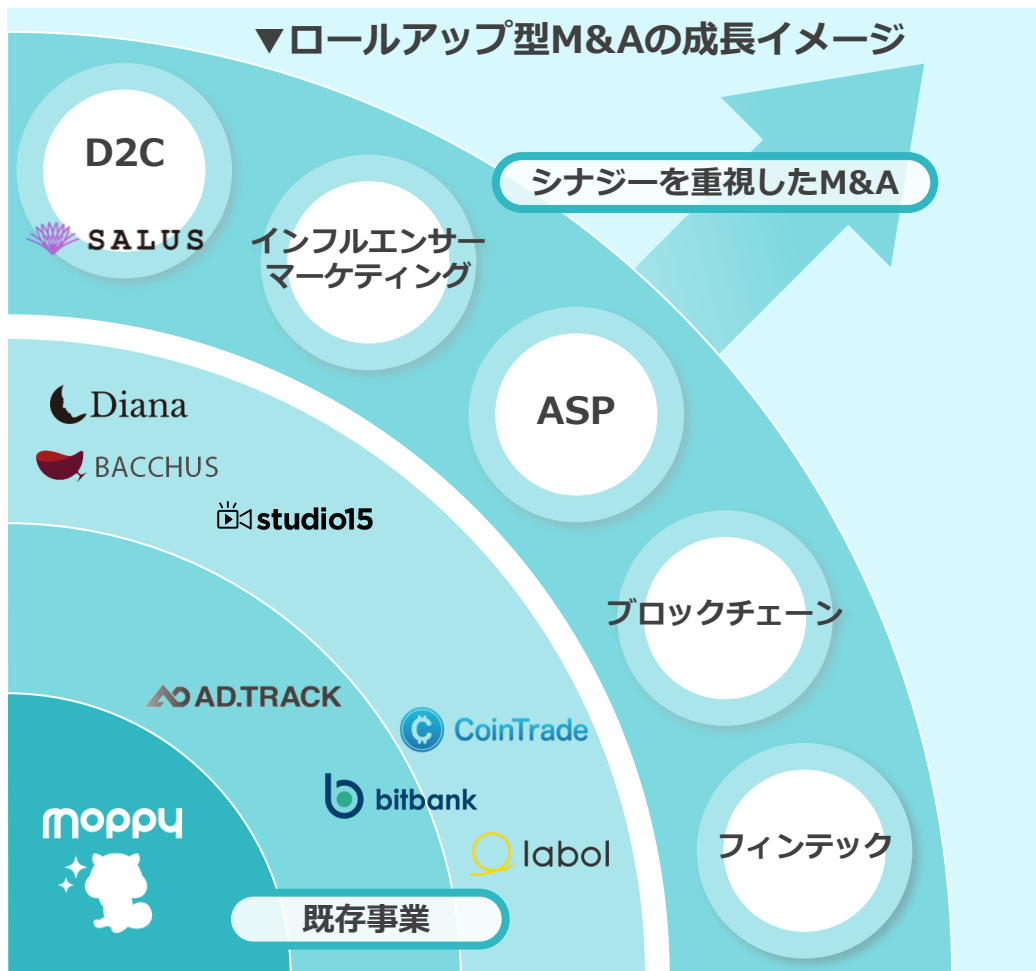 ▼ロールアップ型M&Aの成長イメージ
シナジーを重視したM&A
D2C
SALUS
インフルエンサー
マーケティング
ASP
ブロックチェーン
フィンテック
Diana
BACCHUS
studio15
AD.TRACK
CoinTrade
bitbank
labol
moppy
既存事業